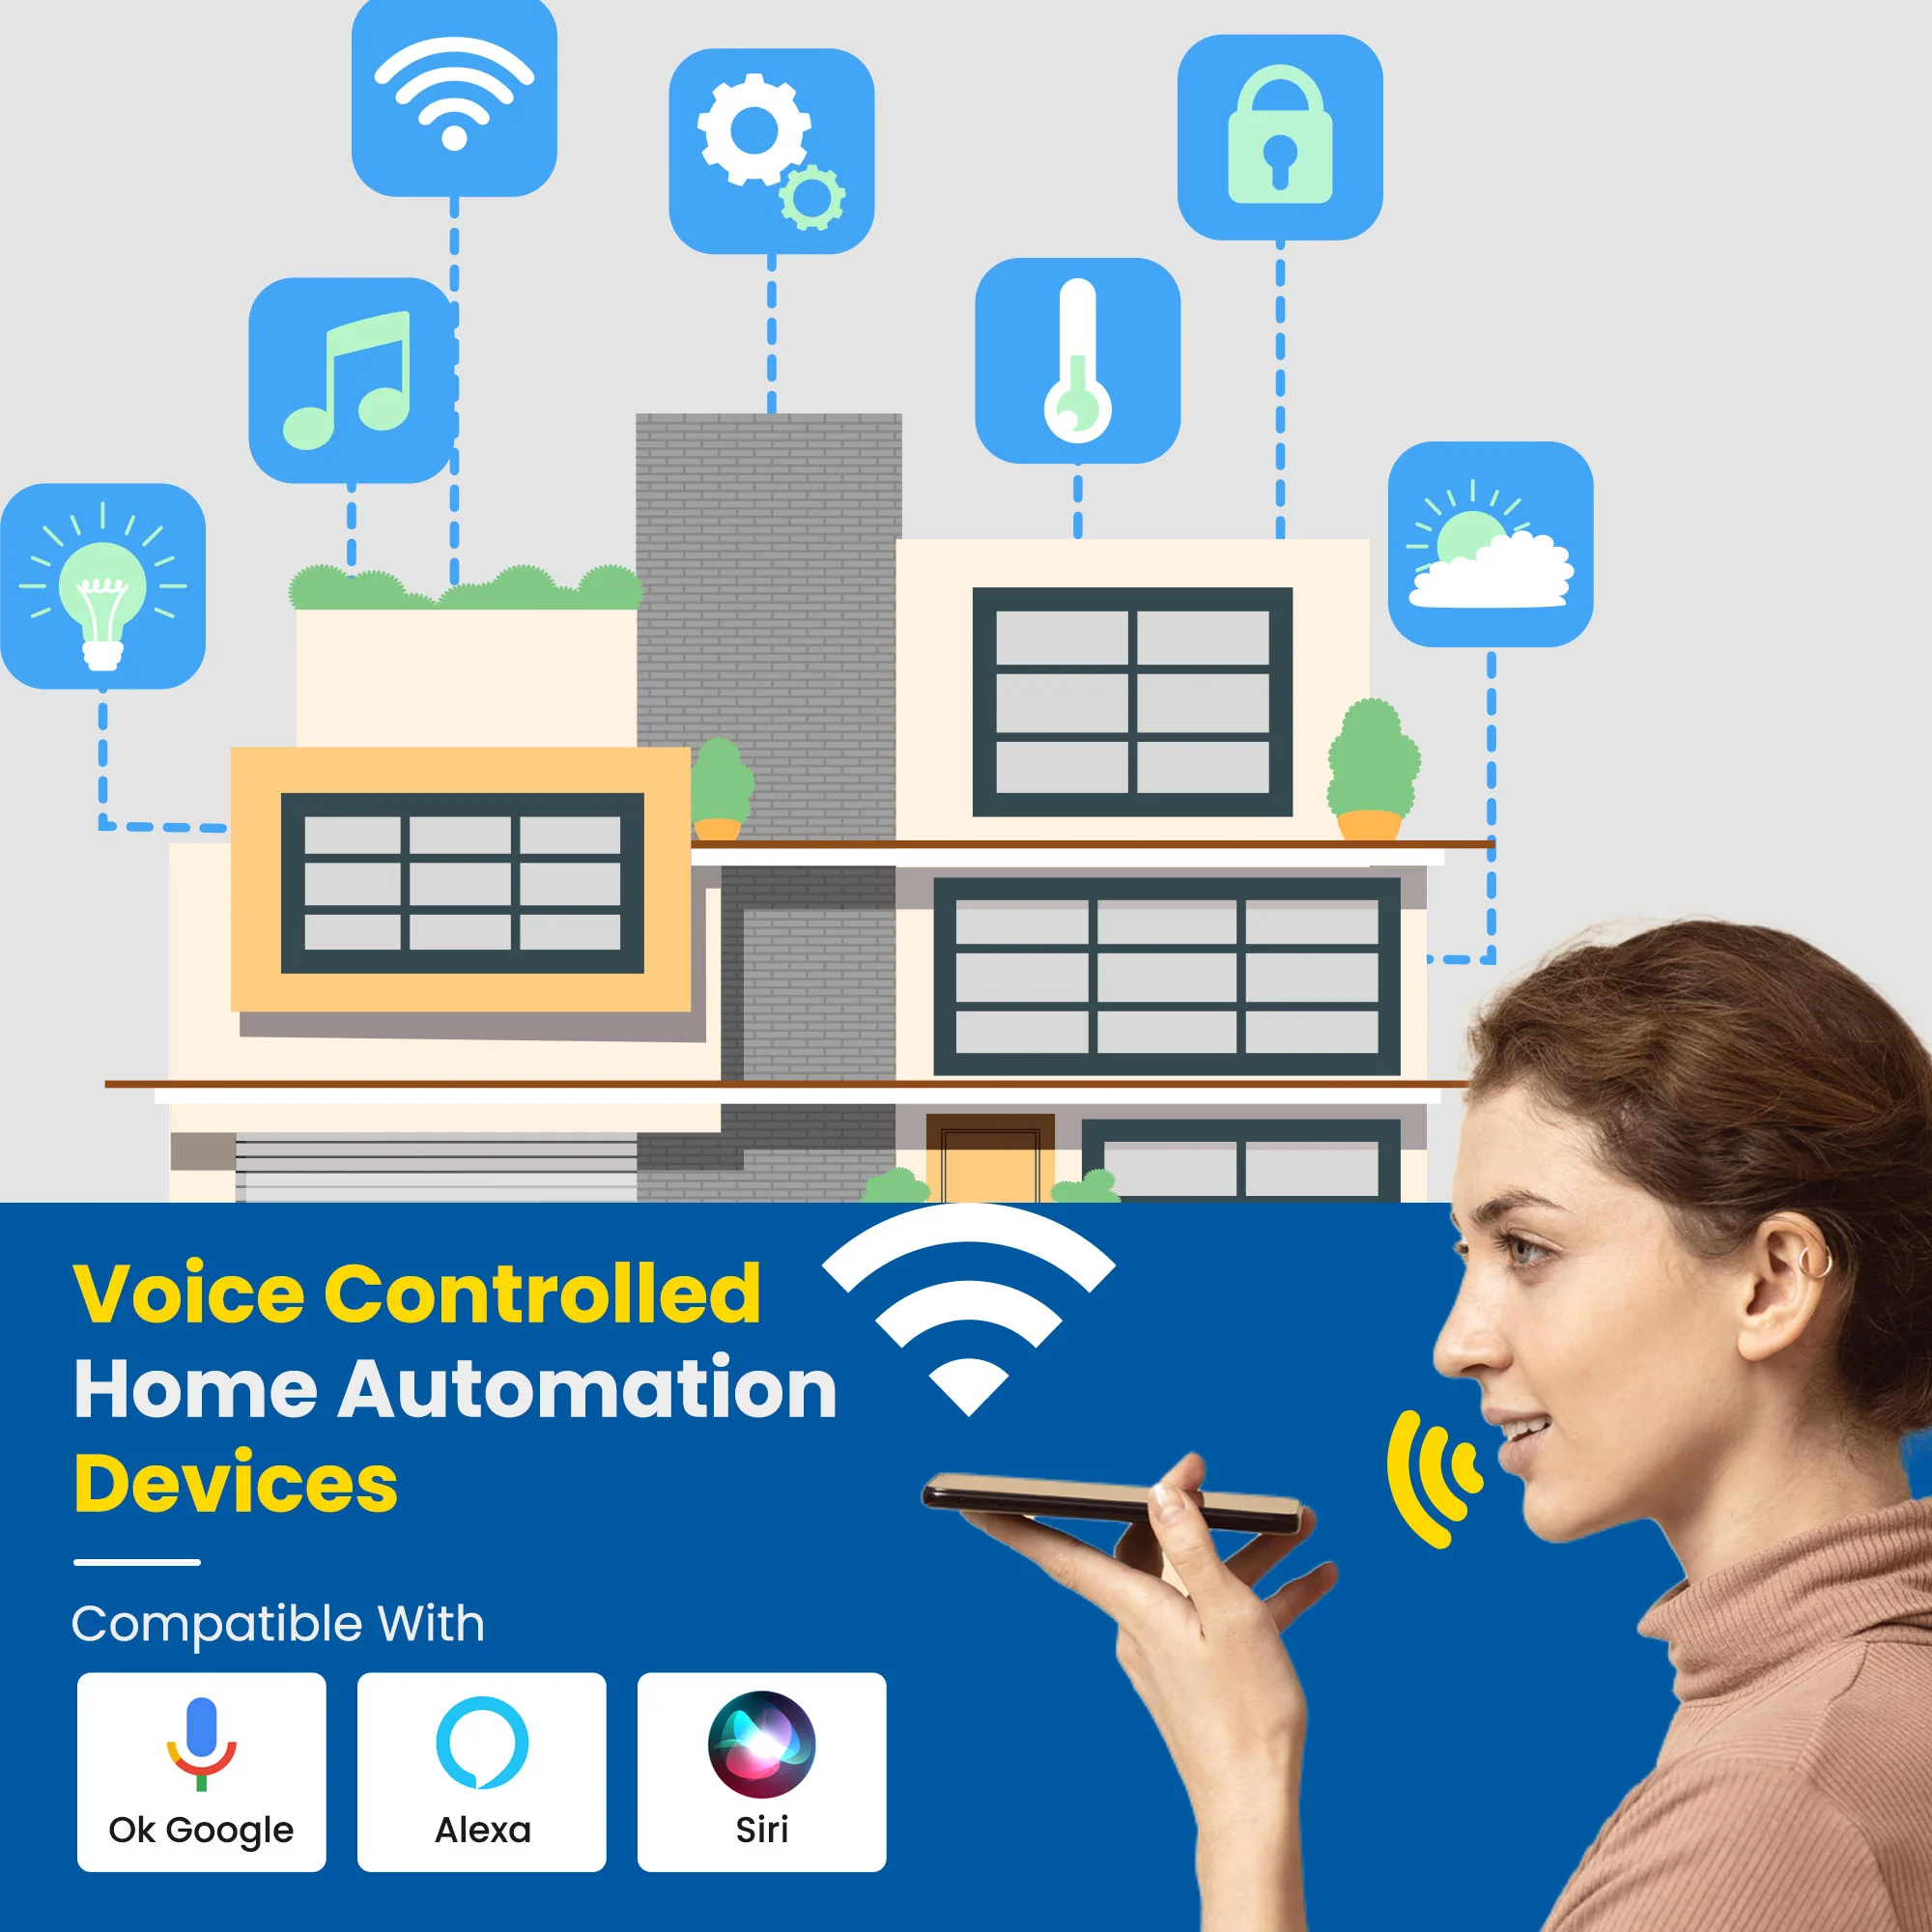 Voice Controlled
Home Automation
Devices
Compatible With
Ok Google
Alexa
Siri